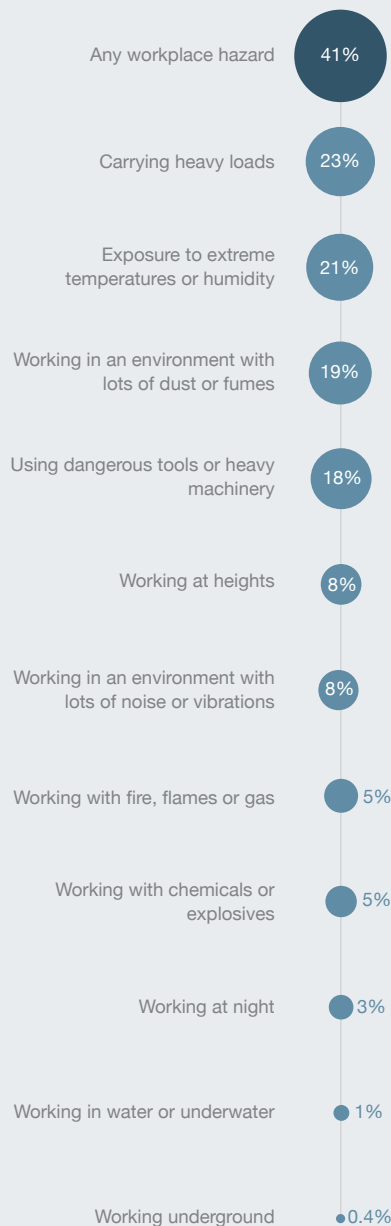 Any workplace hazard 41%
Carrying heavy loads 23%
Exposure to extreme
temperatures or humidity 21%
Working in an environment with
lots of dust or fumes 19%
Using dangerous tools or heavy
machinery 18%
Working at heights 8%
Working in an environment with
lots of noise or vibrations 8%
Working with fire, flames or gas 5%
Working with chemicals or
explosives 5%
Working at night 3%
Working in water or underwater 1%
Working underground 0.4%